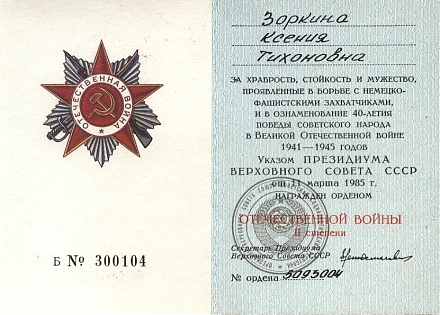 ОТЕЧЕСТВЕННАЯ ВОЙНА
Б № 300104
Зоркина
Ксения
Тихоновна
ЗА ХРАБРОСТЬ, СТОЙКОСТЬ И МУЖЕСТВО,
ПРОЯВЛЕННЫЕ В БОРЬБЕ С НЕМЕЦКО-
ФАШИСТСКИМИ ЗАХВАТЧИКАМИ,
И В ОЗНАМЕНОВАНИЕ 40-ЛЕТИЯ
ПОБЕДЫ СОВЕТСКОГО НАРОДА
В ВЕЛИКОЙ ОТЕЧЕСТВЕННОЙ ВОЙНЕ
1941—1945 ГОДОВ
УКАЗОМ ПРЕЗИДИУМА
ВЕРХОВНОГО СОВЕТА СССР
от 11 марта 1985 г.
НАГРАЖДЕН ОРДЕНОМ
ОТЕЧЕСТВЕННОЙ ВОЙНЫ
II степени
Секретарь Президиума
Верховного Совета СССР
№ ордена 5093004